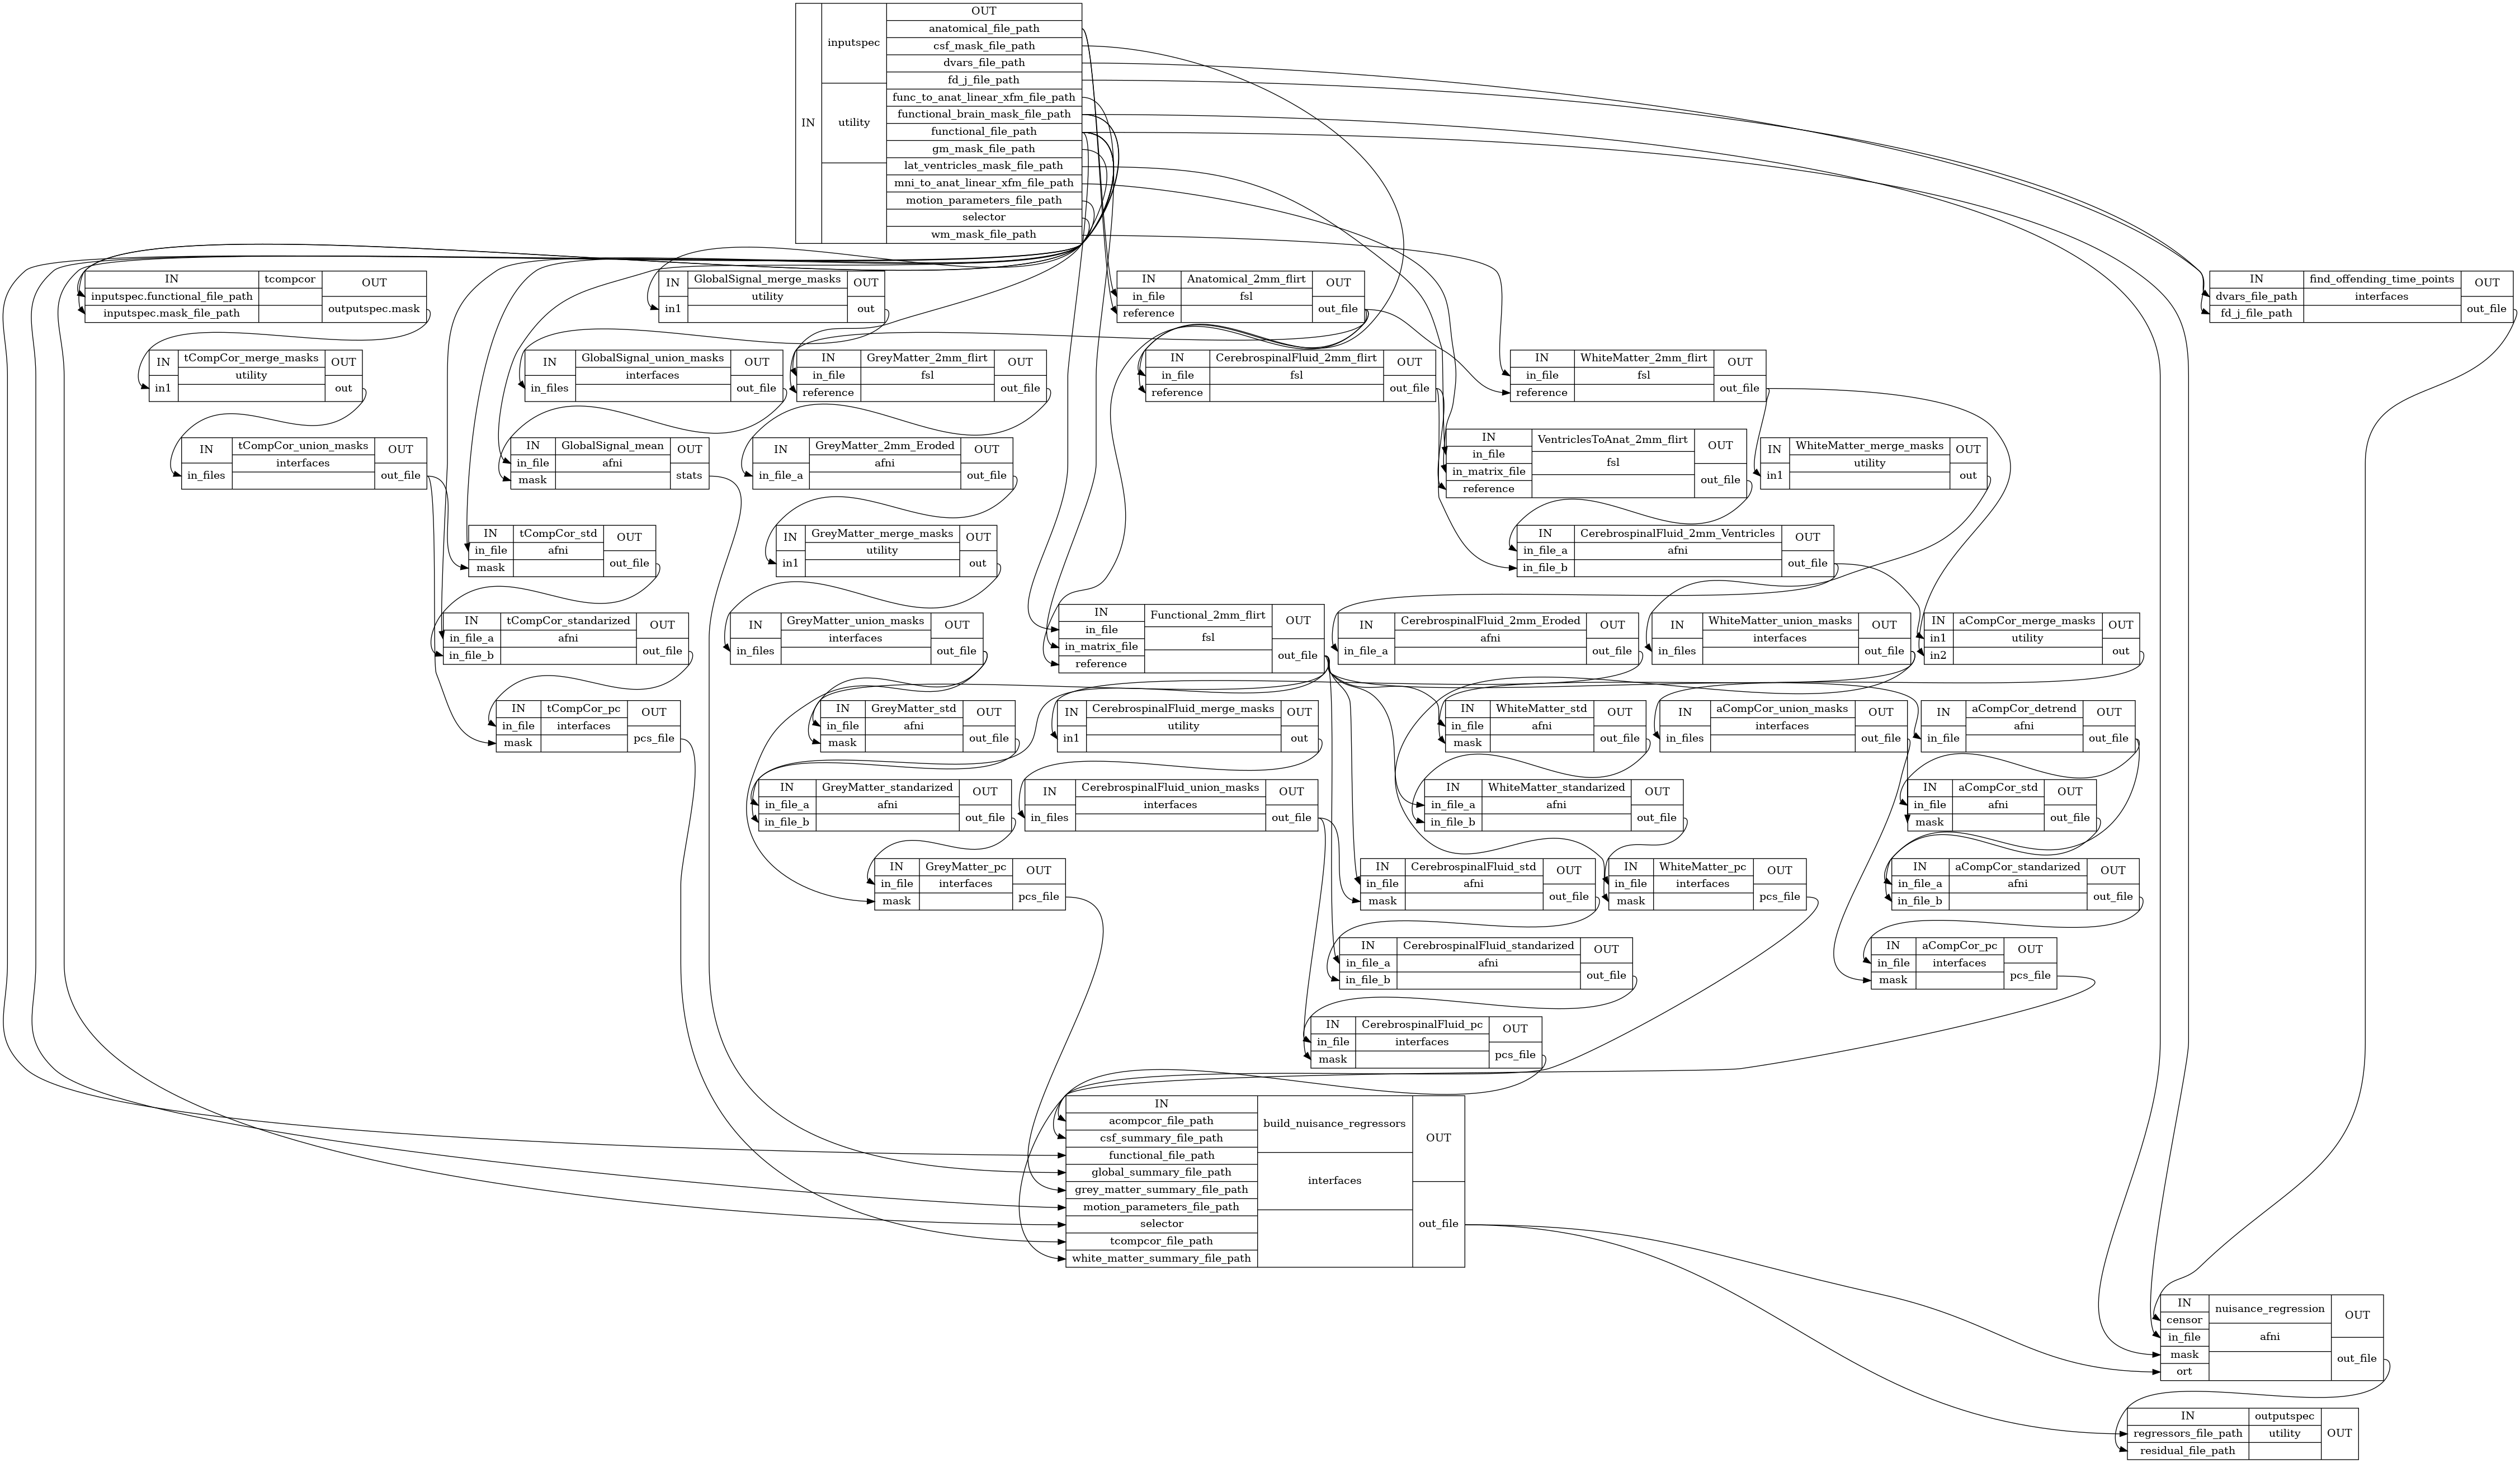 IN
inputspec
utility
OUT
anatomical_file_path
csf_mask_file_path
dvars_file_path
fd_j_file_path
func_to_anat_linear_xfm_file_path
functional_brain_mask_file_path
functional_file_path
gm_mask_file_path
lat_ventricles_mask_file_path
mni_to_anat_linear_xfm_file_path
motion_parameters_file_path
selector
wm_mask_file_path
IN
inputspec.functional_file_path
inputspec.mask_file_path
tcompcor
OUT
outputspec.mask
IN
in1
GlobalSignal_merge_masks
utility
OUT
out
IN
in_file
reference
Anatomical_2mm_flirt
fsl
OUT
out_file
IN
dvars_file_path
fd_j_file_path
find_offending_time_points
interfaces
OUT
out_file
IN
in1
tCompCor_merge_masks
utility
OUT
out
IN
in_files
GlobalSignal_union_masks
interfaces
OUT
out_file
IN
in_file
reference
GreyMatter_2mm_flirt
fsl
OUT
out_file
IN
in_file
reference
CerebrospinalFluid_2mm_flirt
fsl
OUT
out_file
IN
in_file
reference
WhiteMatter_2mm_flirt
fsl
OUT
out_file
IN
in_files
tCompCor_union_masks
interfaces
OUT
out_file
IN
in_file
mask
GlobalSignal_mean
afni
OUT
stats
IN
in_file_a
GreyMatter_2mm_Eroded
afni
OUT
out_file
IN
in_file
in_matrix_file
reference
VentriclesToAnat_2mm_flirt
fsl
OUT
out_file
IN
in1
WhiteMatter_merge_masks
utility
OUT
out
IN
in_file
mask
tCompCor_std
afni
OUT
out_file
IN
in1
GreyMatter_merge_masks
utility
OUT
out
IN
in_file_a
in_file_b
CerebrospinalFluid_2mm_Ventricles
afni
OUT
out_file
IN
in_file_a
in_file_b
tCompCor_standarized
afni
OUT
out_file
IN
in_files
GreyMatter_union_masks
interfaces
OUT
out_file
IN
in_file
in_matrix_file
reference
Functional_2mm_flirt
fsl
OUT
out_file
IN
in_file_a
CerebrospinalFluid_2mm_Eroded
afni
OUT
out_file
IN
in_files
WhiteMatter_union_masks
interfaces
OUT
out_file
IN
in1
in2
aCompCor_merge_masks
utility
OUT
out
IN
in_file
mask
tCompCor_pc
interfaces
OUT
pcs_file
IN
in_file
mask
GreyMatter_std
afni
OUT
out_file
IN
in1
CerebrospinalFluid_merge_masks
utility
OUT
out
IN
in_file
mask
WhiteMatter_std
afni
OUT
out_file
IN
in_files
aCompCor_union_masks
interfaces
OUT
out_file
IN
in_file
aCompCor_detrend
afni
OUT
out_file
IN
in_file_a
in_file_b
GreyMatter_standarized
afni
OUT
out_file
IN
in_files
CerebrospinalFluid_union_masks
interfaces
OUT
out_file
IN
in_file_a
in_file_b
WhiteMatter_standarized
afni
OUT
out_file
IN
in_file
mask
aCompCor_std
afni
OUT
out_file
IN
in_file
mask
GreyMatter_pc
interfaces
OUT
pcs_file
IN
in_file
mask
CerebrospinalFluid_std
afni
OUT
out_file
IN
in_file
mask
WhiteMatter_pc
interfaces
OUT
pcs_file
IN
in_file_a
in_file_b
aCompCor_standarized
afni
OUT
out_file
IN
in_file_a
in_file_b
CerebrospinalFluid_standarized
afni
OUT
out_file
IN
in_file
mask
aCompCor_pc
interfaces
OUT
pcs_file
IN
in_file
mask
CerebrospinalFluid_pc
interfaces
OUT
pcs_file
IN
acompcor_file_path
csf_summary_file_path
functional_file_path
global_summary_file_path
grey_matter_summary_file_path
motion_parameters_file_path
selector
tcompcor_file_path
white_matter_summary_file_path
build_nuisance_regressors
interfaces
OUT
out_file
IN
censor
in_file
mask
ort
nuisance_regression
afni
OUT
out_file
IN
regressors_file_path
residual_file_path
outputspec
utility
OUT